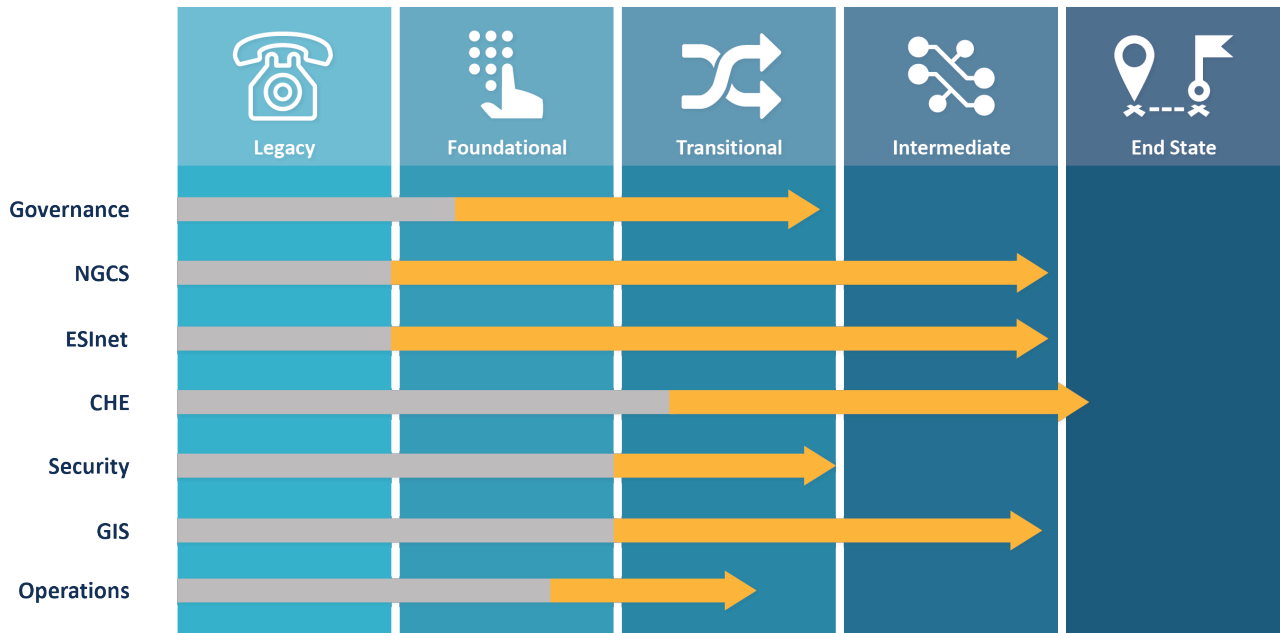 Legacy
Foundational
Transitional
Intermediate
End State
Governance
NGCS
ESInet
CHE
Security
GIS
Operations